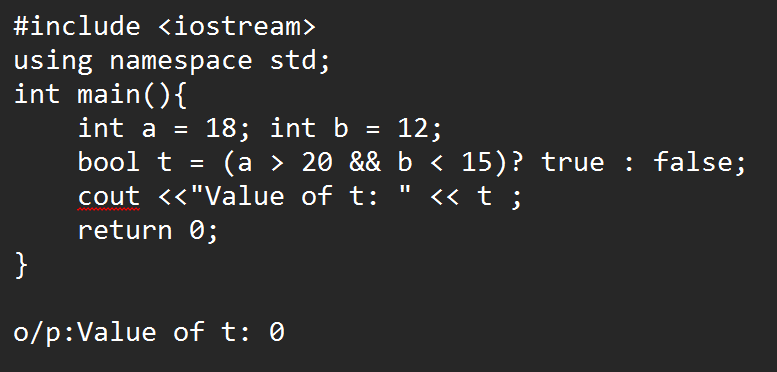 #include <iostream>
using namespace std;
int main(){
    int a = 18; int b = 12;
    bool t = (a > 20 && b < 15)? true : false;
    cout <<"Value of t: " << t ;
    return 0;
}
o/p:Value of t: 0